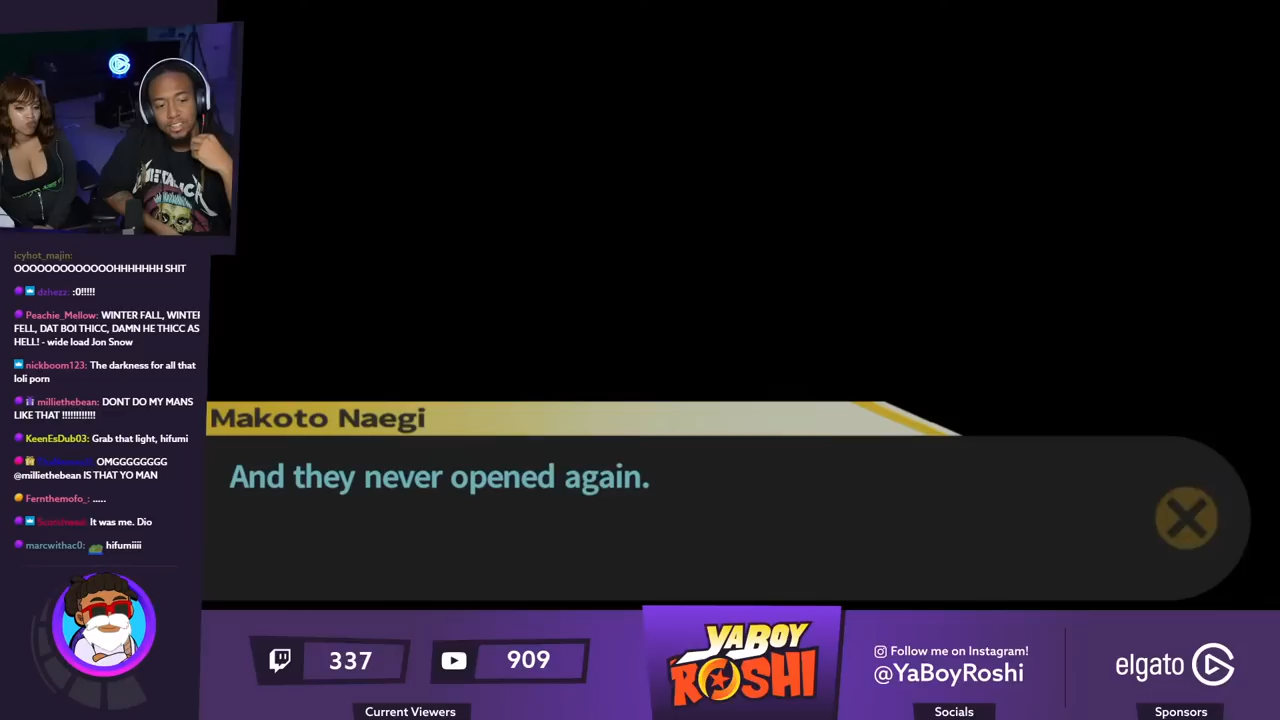 icyhot_majin:
OOOOOOOOOOOOOHHHHHHH SHIT
dzhezz: :0!!!!!
Peachie_Mellow: WINTER FALL, WINTER
FELL, DAT BOI THICC, DAMN HE THICC AS
HELL! - wide load Jon Snow
nickboom123: The darkness for all that
loli porn
milliethebean: DONT DO MY MANS
LIKE THAT !!!!!!!!!!!!
KeenEsDub03: Grab that light, hifumi
OMGGGGGGGG
@milliethebean IS THAT YO MAN
Fernthemofo_: .....
It was me. Dio
marcwithac0: hifumiiii
Makoto Naegi
And they never opened again.
337
909
Current Viewers
YABOY
ROSHI
Follow me on Instagram!
@YaBoyRoshi
Socials
elgato
Sponsors